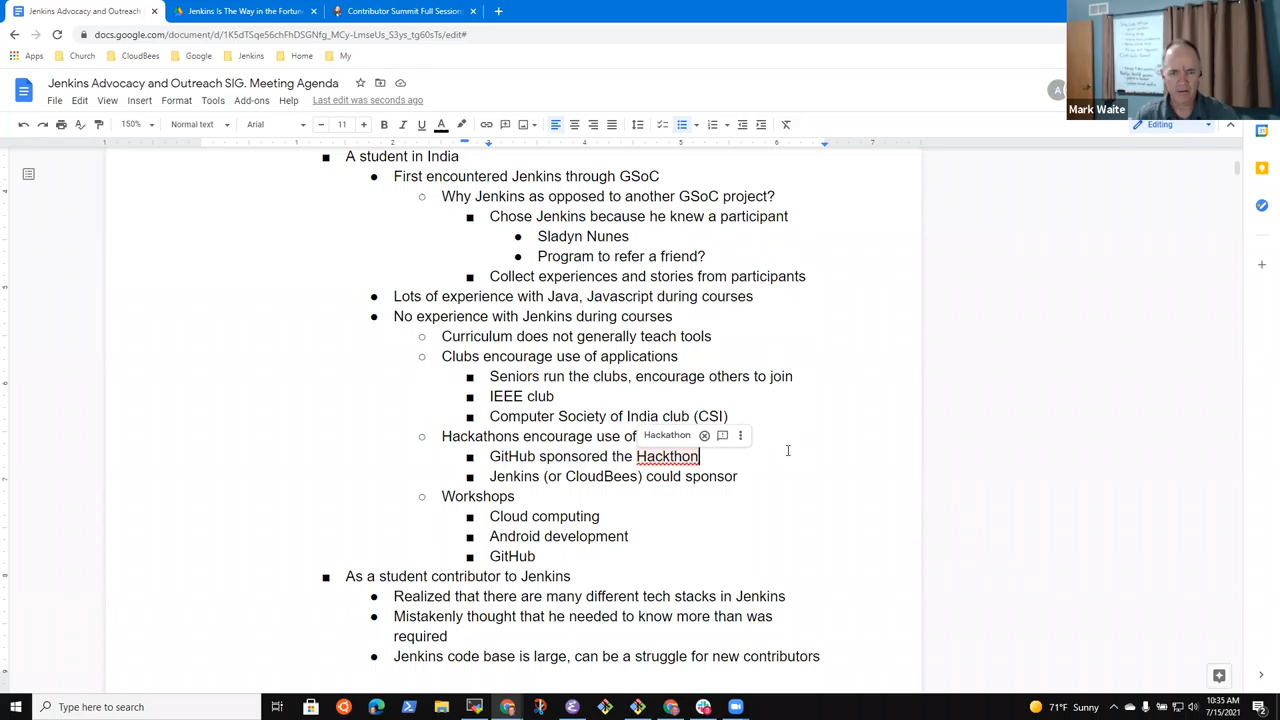 Jenkins Advocacy and Outreach
Jenkins Is The Way in the Fortun
Contributor Summit Full Session
docs.google.com/document/d/1K5dTSqe56chFhDSGNfg_MCy-LmseUs_S3ys_tg6S7gFs/edit#
Apps Church CloudBees Google Jenkins Home My
Jenkins Advocacy and Outreach SIG. Meeting Agenda
File Edit View Insert Format Tools Add-ons Help Last edit was seconds ago
150% Normal text Arial 11 Editing
Mark Waite
A student in India
First encountered Jenkins through GSoC
Why Jenkins as opposed to another GSoC project?
Chose Jenkins because he knew a participant
Sladyn Nunes
Program to refer a friend?
Collect experiences and stories from participants
Lots of experience with Java, Javascript during courses
No experience with Jenkins during courses
Curriculum does not generally teach tools
Clubs encourage use of applications
Seniors run the clubs, encourage others to join
IEEE club
Computer Society of India club (CSI)
Hackathons encourage use of
Hackathon
GitHub sponsored the Hackthon
Jenkins (or CloudBees) could sponsor
Workshops
Cloud computing
Android development
GitHub
As a student contributor to Jenkins
Realized that there are many different tech stacks in Jenkins
Mistakenly thought that he needed to know more than was
required
Jenkins code base is large, can be a struggle for new contributors
Type here to search
71°F Sunny
10:35 AM
7/15/2021